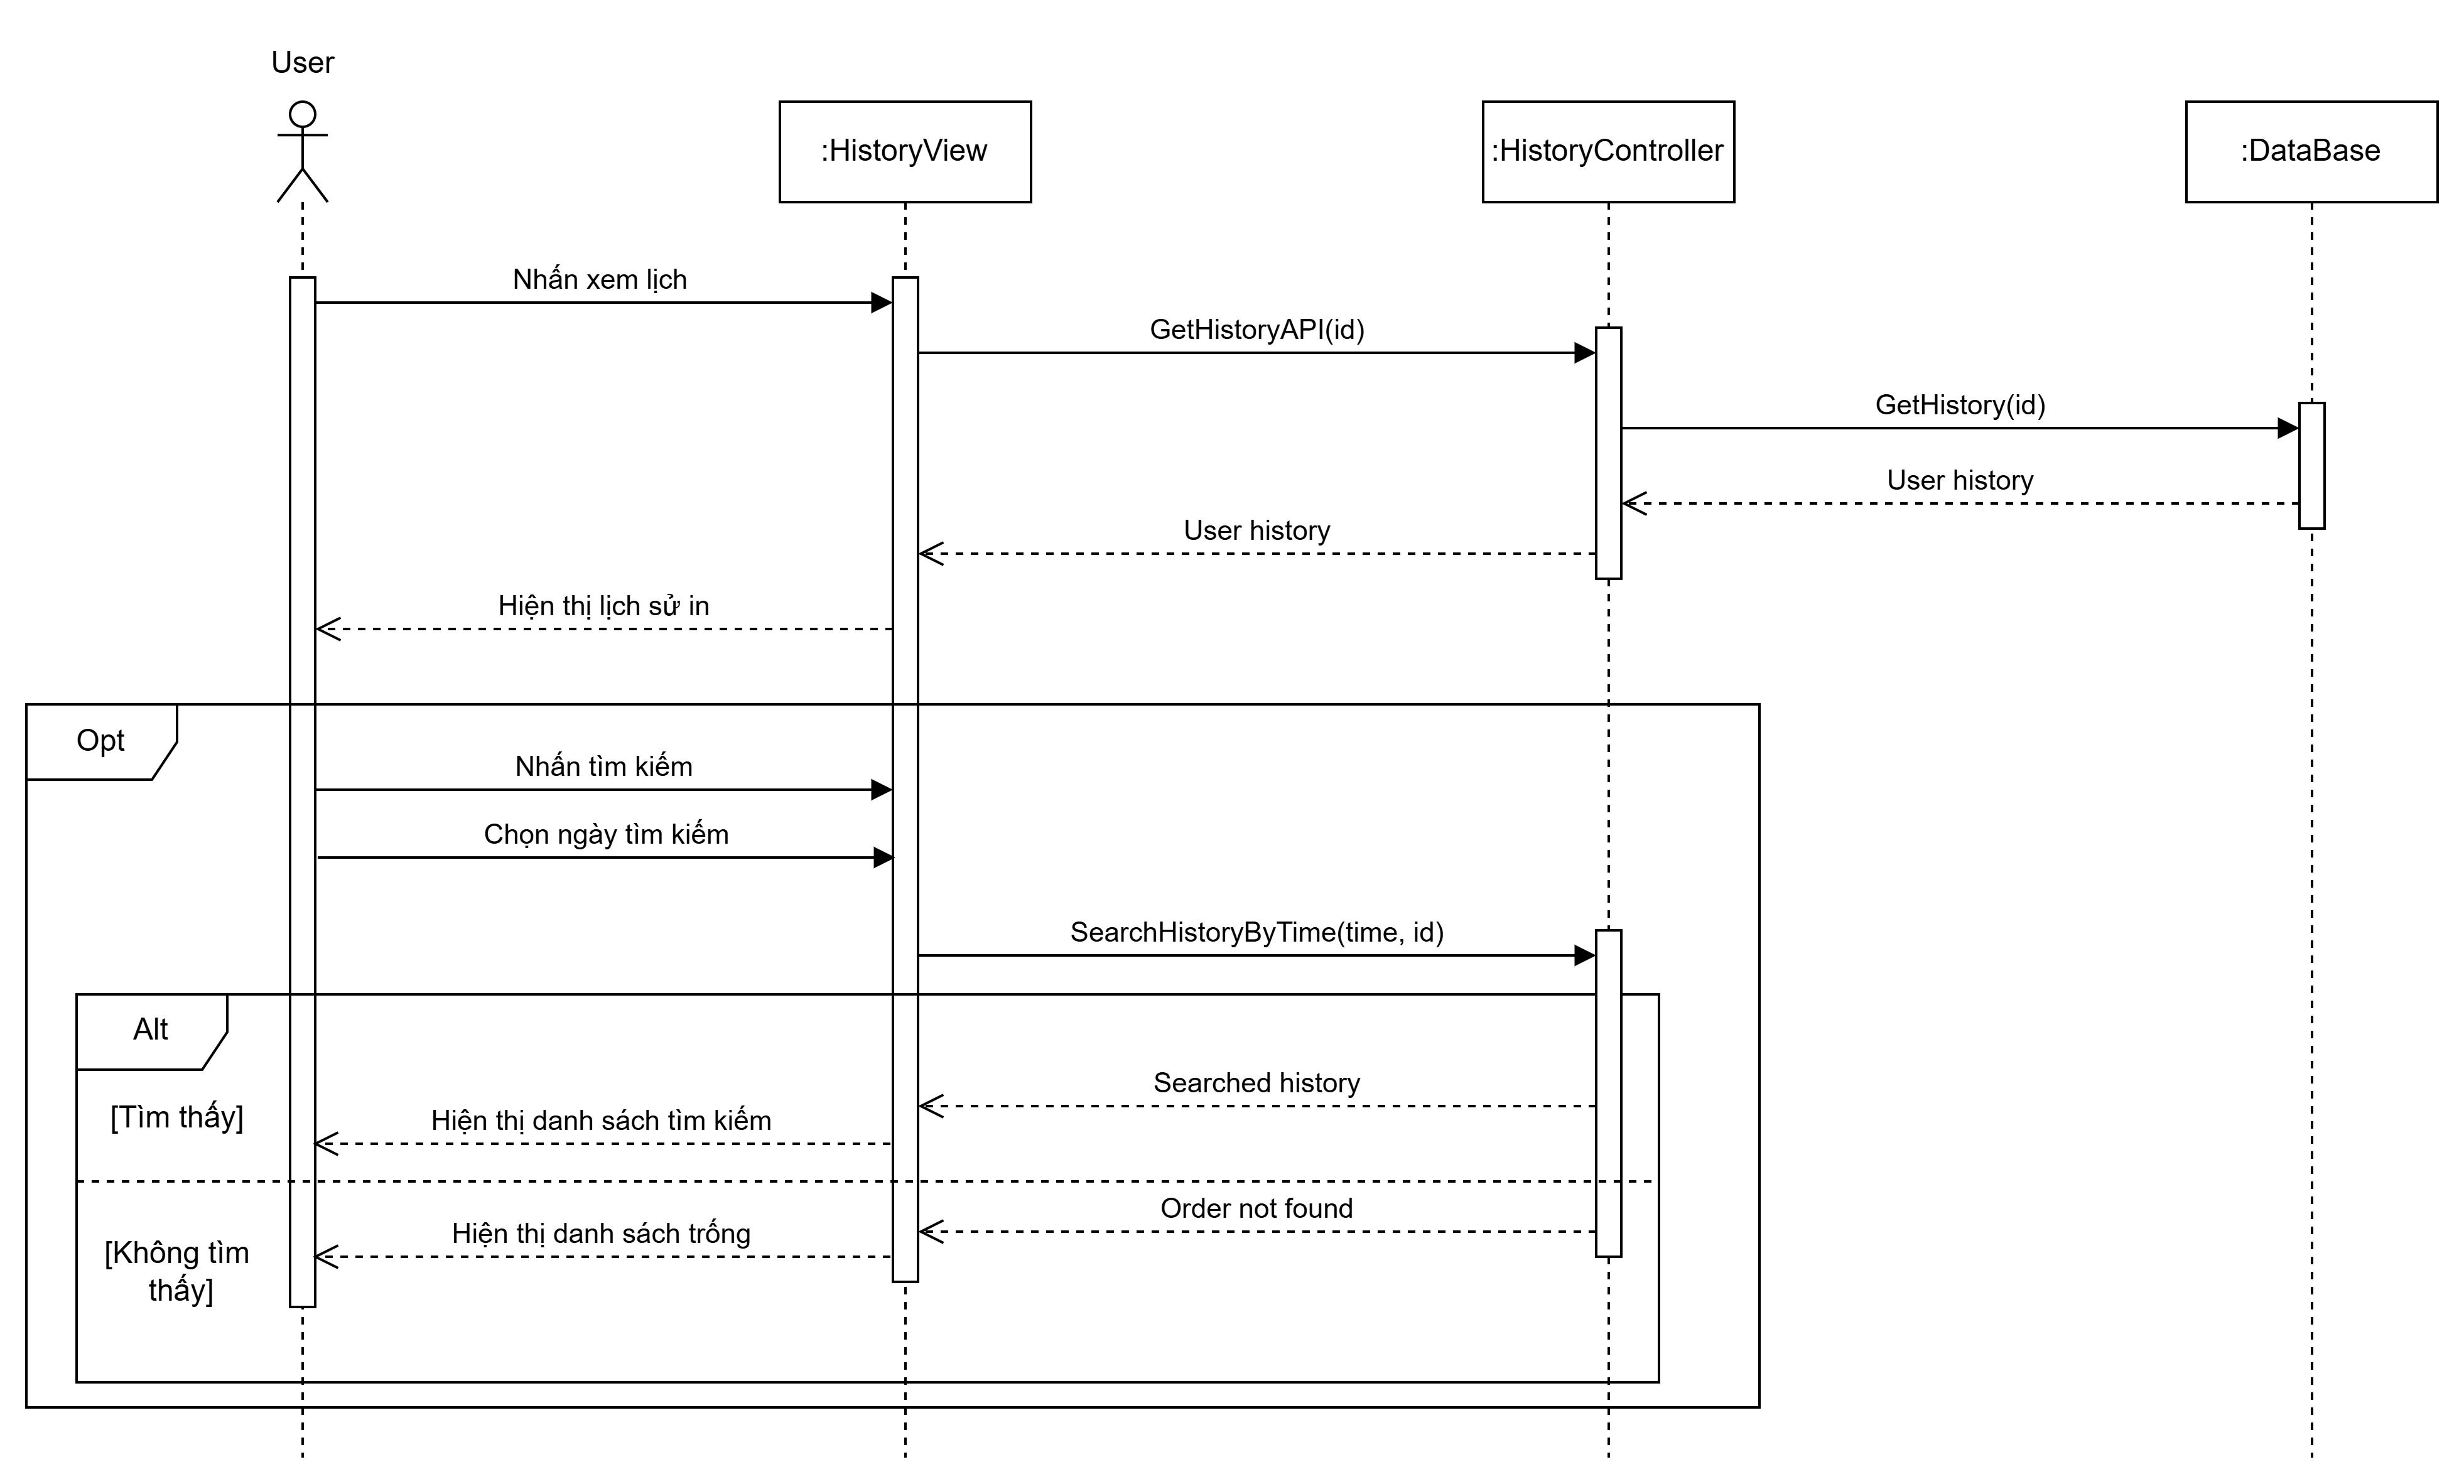 User
:HistoryView
:HistoryController
:DataBase
Nhấn xem lịch
GetHistoryAPI(id)
GetHistory(id)
User history
User history
Hiện thị lịch sử in
Opt
Nhấn tìm kiếm
Chọn ngày tìm kiếm
SearchHistoryByTime(time, id)
Alt
Searched history
[Tìm thấy]
Hiện thị danh sách tìm kiếm
Order not found
Hiện thị danh sách trống
[Không tìm
thấy]